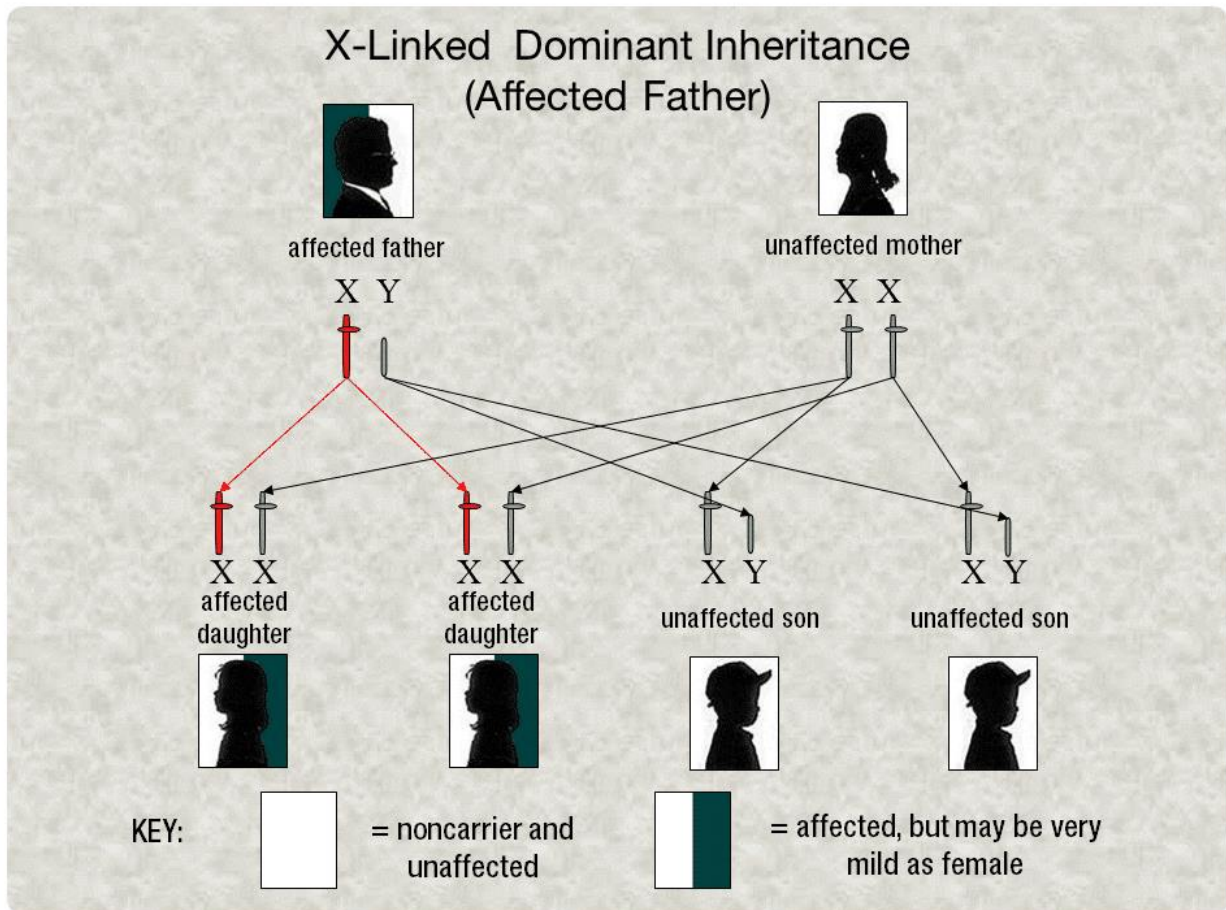 X-Linked Dominant Inheritance
(Affected Father)
affected father
unaffected mother
X Y
X X
X X
X X
X Y
X Y
affected
daughter
affected
daughter
unaffected son
unaffected son
KEY:
= noncarrier and
unaffected
= affected, but may be very
mild as female